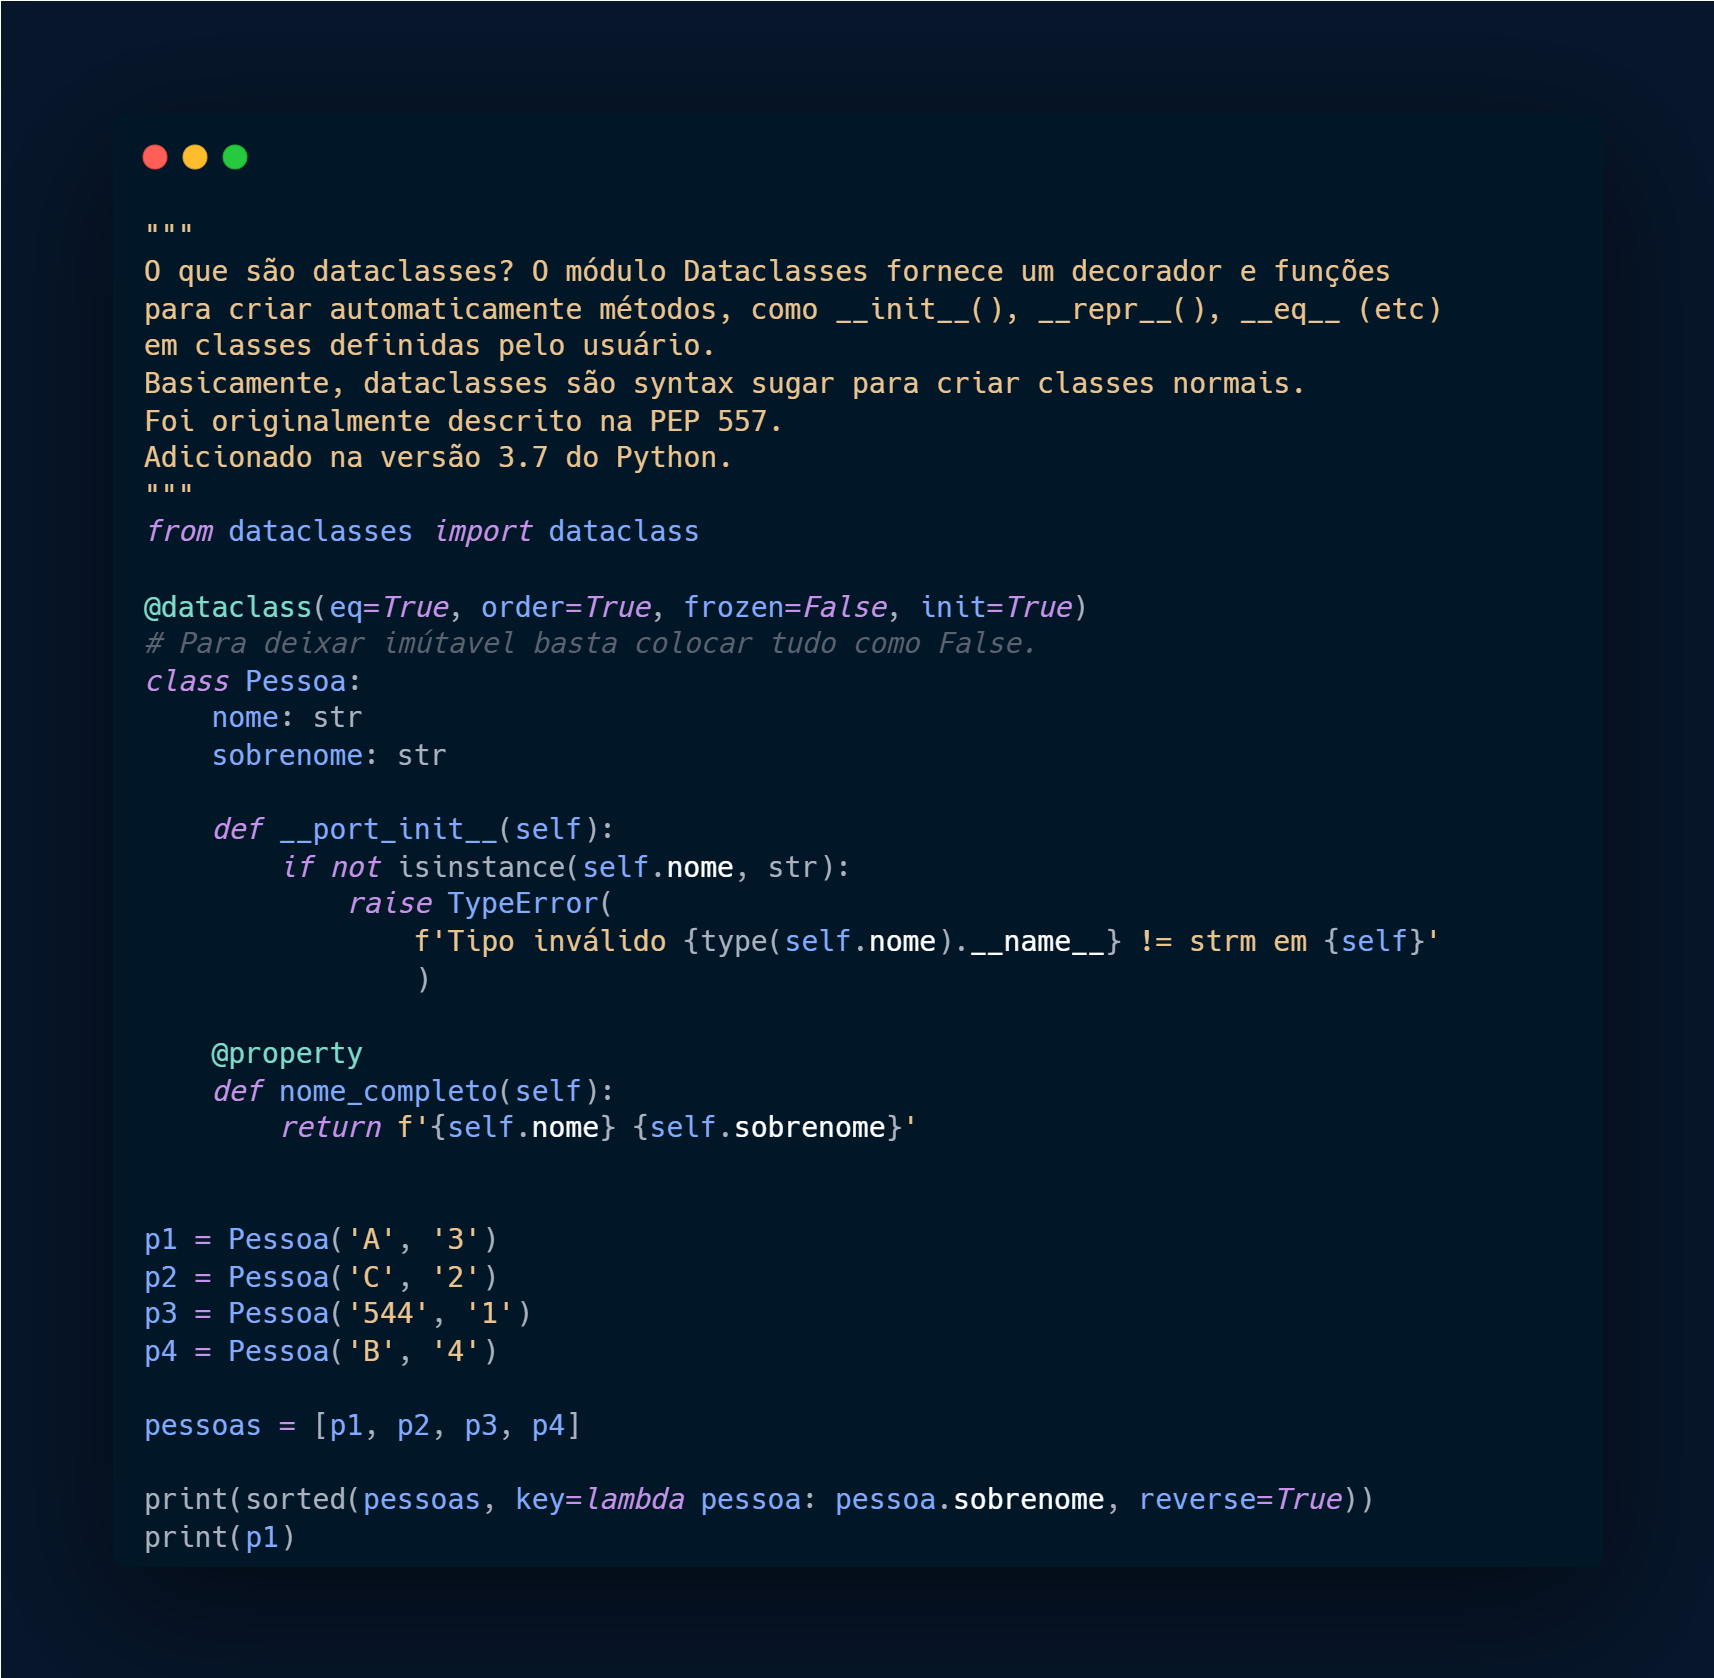 """
O que são dataclasses? O módulo Dataclasses fornece um decorador e funções
para criar automaticamente métodos, como __init__(), __repr__(), __eq__ (etc)
em classes definidas pelo usuário.
Basicamente, dataclasses são syntax sugar para criar classes normais.
Foi originalmente descrito na PEP 557.
Adicionado na versão 3.7 do Python.
"""
from dataclasses import dataclass

@dataclass(eq=True, order=True, frozen=False, init=True)
# Para deixar imútavel basta colocar tudo como False.
class Pessoa:
    nome: str
    sobrenome: str

    def __port_init__(self):
        if not isinstance(self.nome, str):
            raise TypeError(
                f'Tipo inválido {type(self.nome).__name__} != strm em {self}'
                )

    @property
    def nome_completo(self):
        return f'{self.nome} {self.sobrenome}'


p1 = Pessoa('A', '3')
p2 = Pessoa('C', '2')
p3 = Pessoa('544', '1')
p4 = Pessoa('B', '4')

pessoas = [p1, p2, p3, p4]

print(sorted(pessoas, key=lambda pessoa: pessoa.sobrenome, reverse=True))
print(p1)